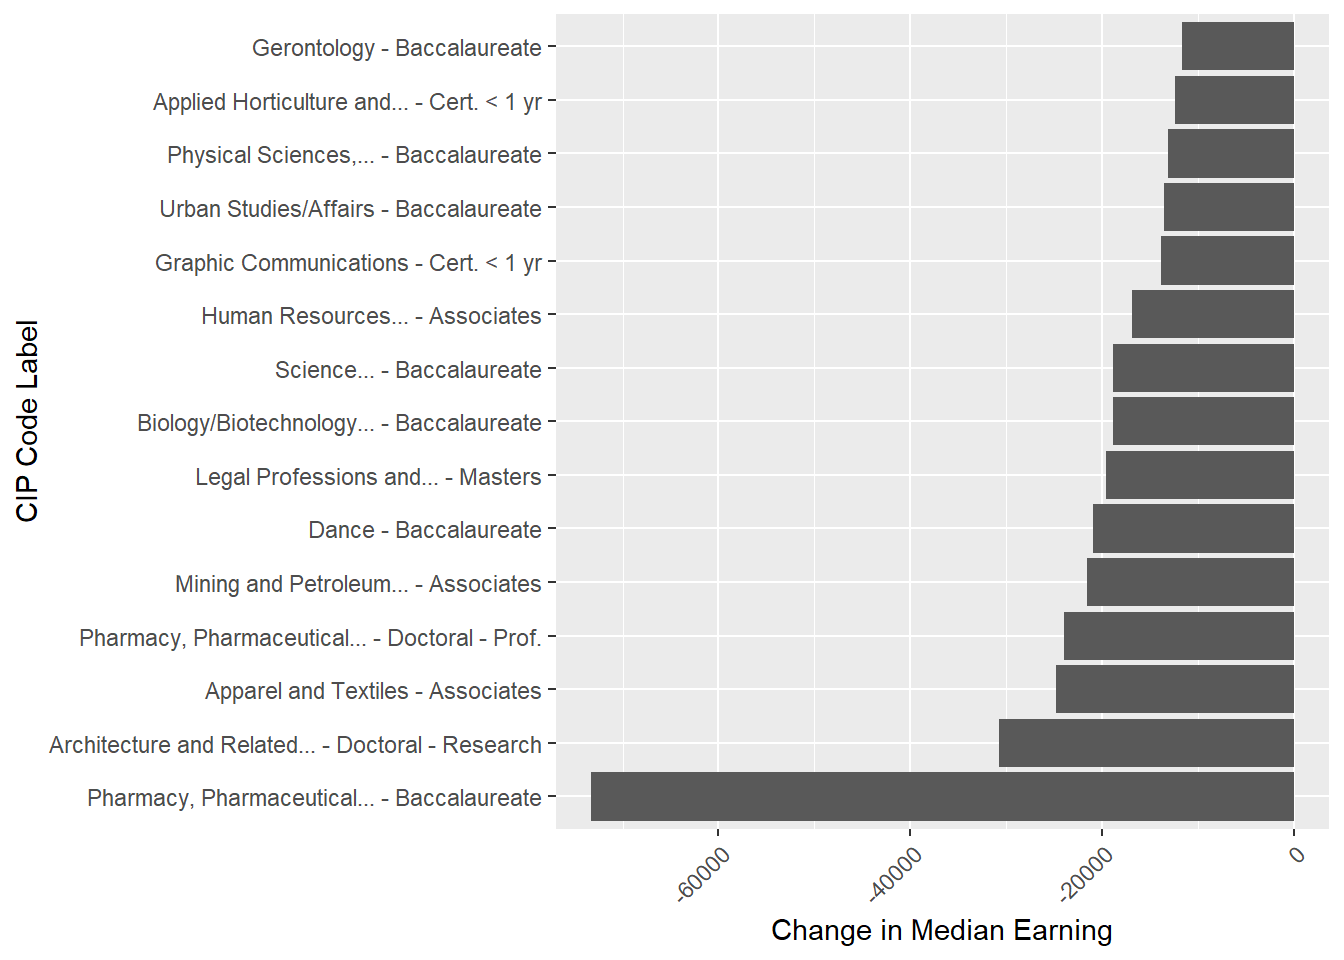 Gerontology - Baccalaureate
Applied Horticulture and... - Cert. < 1 yr
Physical Sciences,... - Baccalaureate
Urban Studies/Affairs - Baccalaureate
Graphic Communications - Cert. < 1 yr
Human Resources... - Associates
Science... - Baccalaureate
Biology/Biotechnology... - Baccalaureate
Legal Professions and... - Masters
Dance - Baccalaureate
Mining and Petroleum... - Associates
Pharmacy, Pharmaceutical... - Doctoral - Prof.
Apparel and Textiles - Associates
Architecture and Related... - Doctoral - Research
Pharmacy, Pharmaceutical... - Baccalaureate
CIP Code Label
-60000
-40000
-20000
0
Change in Median Earning